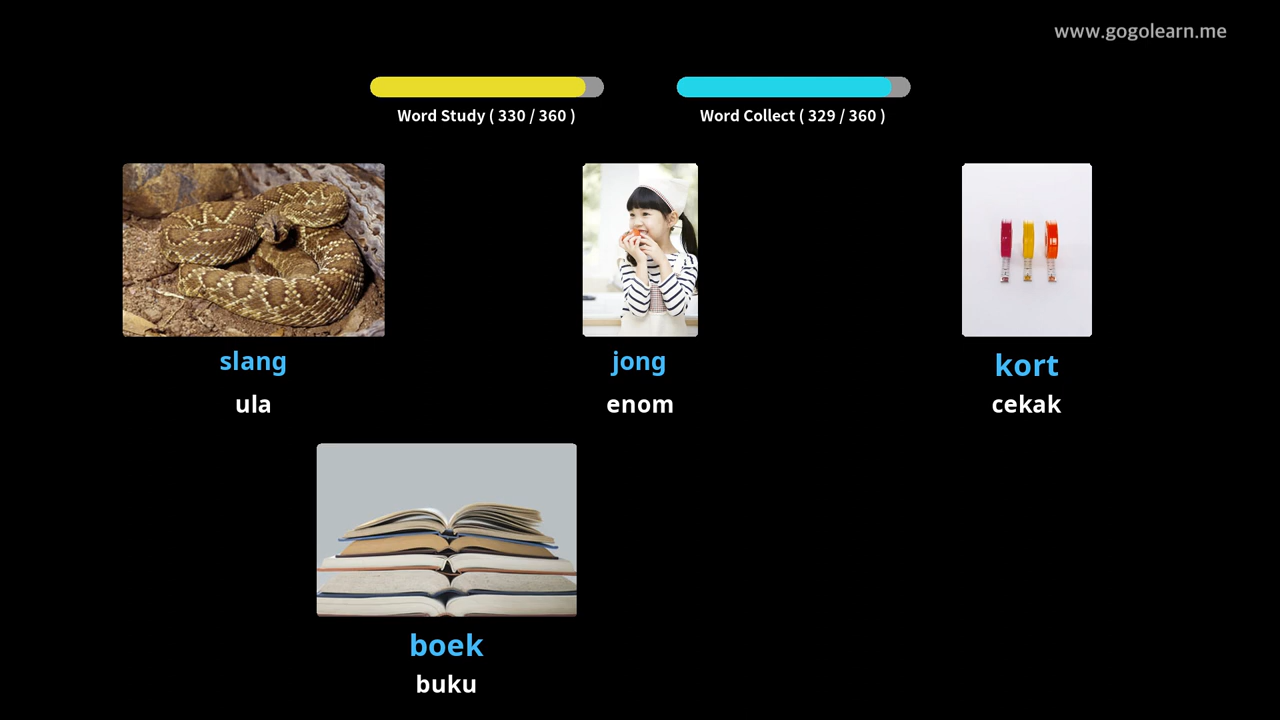 www.gogolearn.me
Word Study ( 330 / 360 )
Word Collect ( 329 / 360 )
slang
ula
jong
enom
kort
cekak
boek
buku